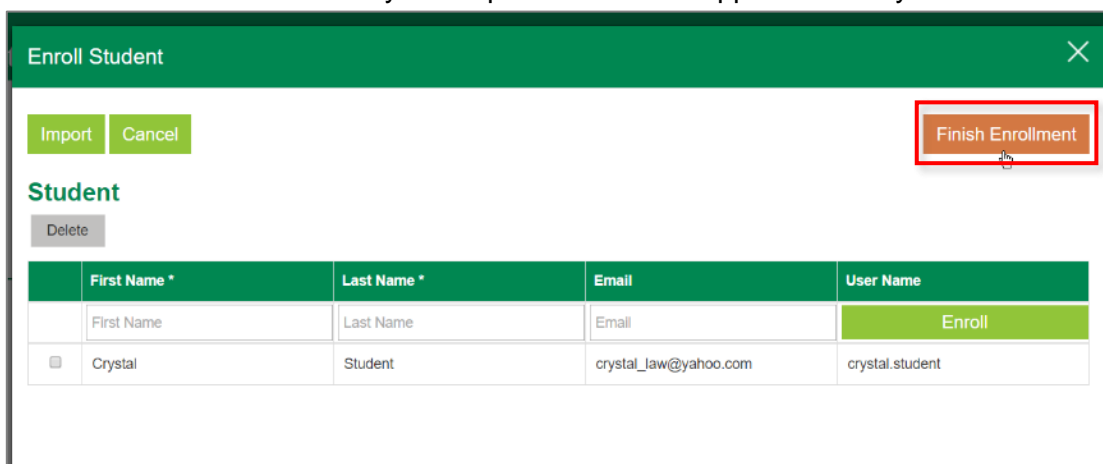 Enroll Student
Import Cancel Finish Enrollment
Student
Delete
First Name * Last Name * Email User Name
First Name Last Name Email Enroll
Crystal Student crystal_law@yahoo.com crystal.student